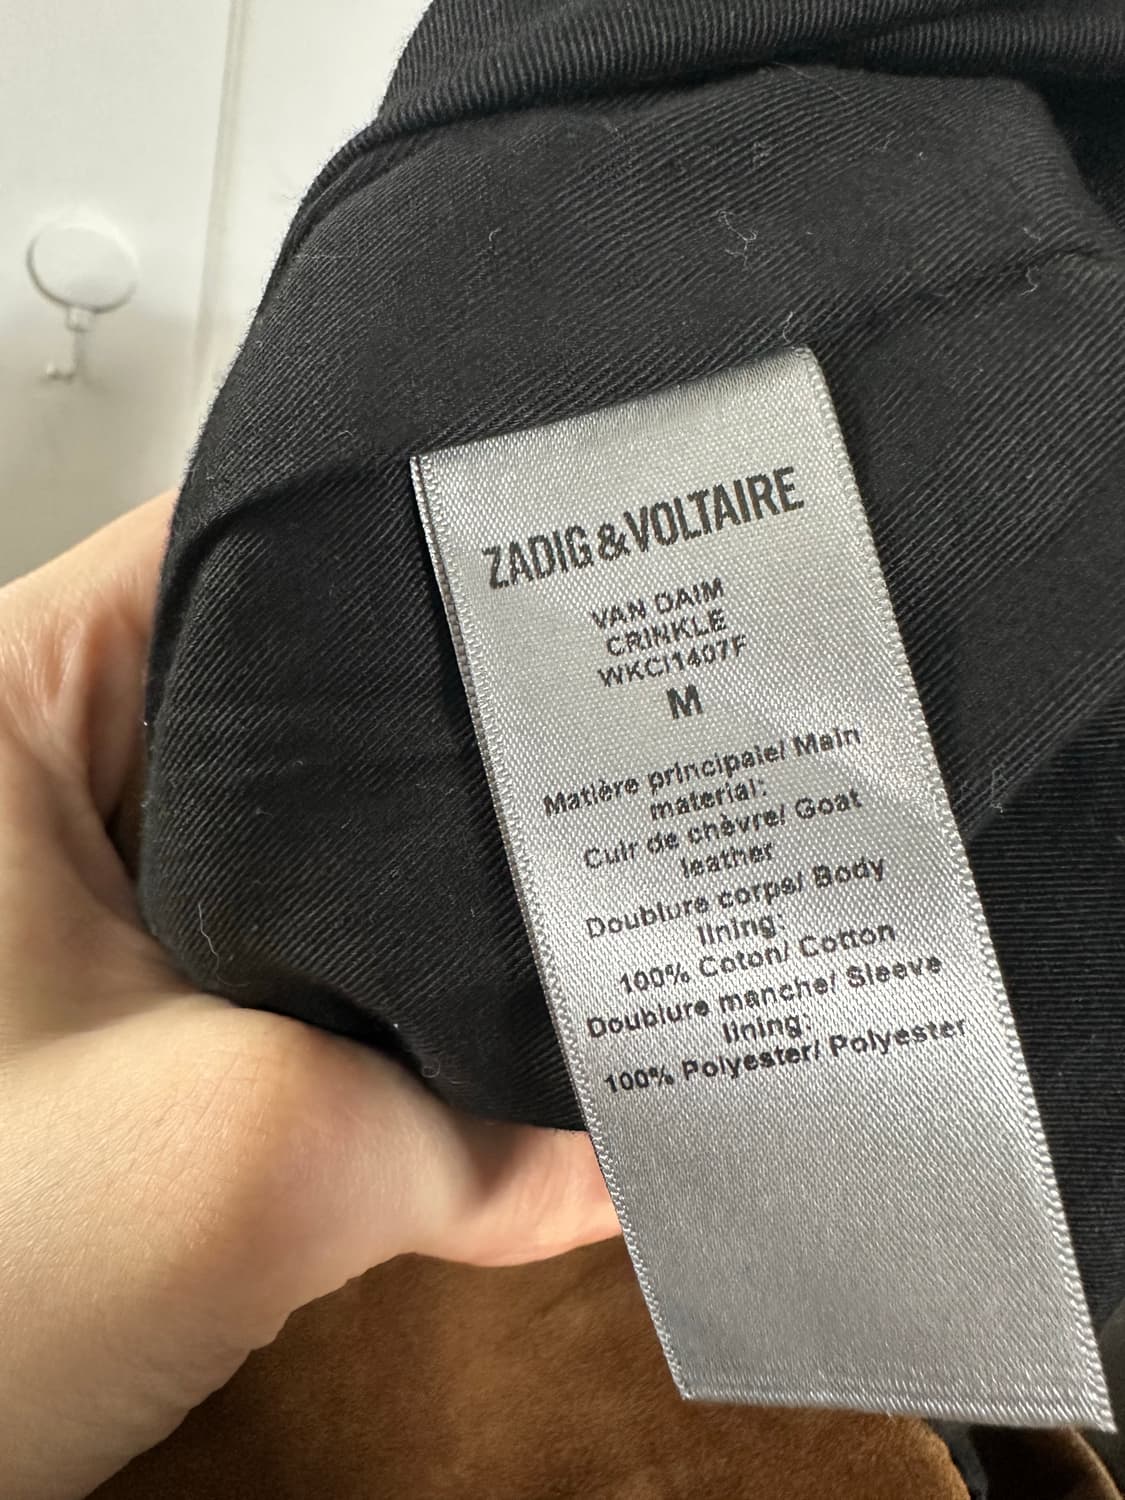 ZADIG&VOLTAIRE
VAN DAIM
CRINKLE
WKCI1407F
M
Matière principale/ Main
material:
Cuir de chèvre/ Goat
leather
Doublure corps/ Body
lining:
100% Coton/ Cotton
Doublure manche/ Sleeve
lining:
100% Polyester/ Polyester